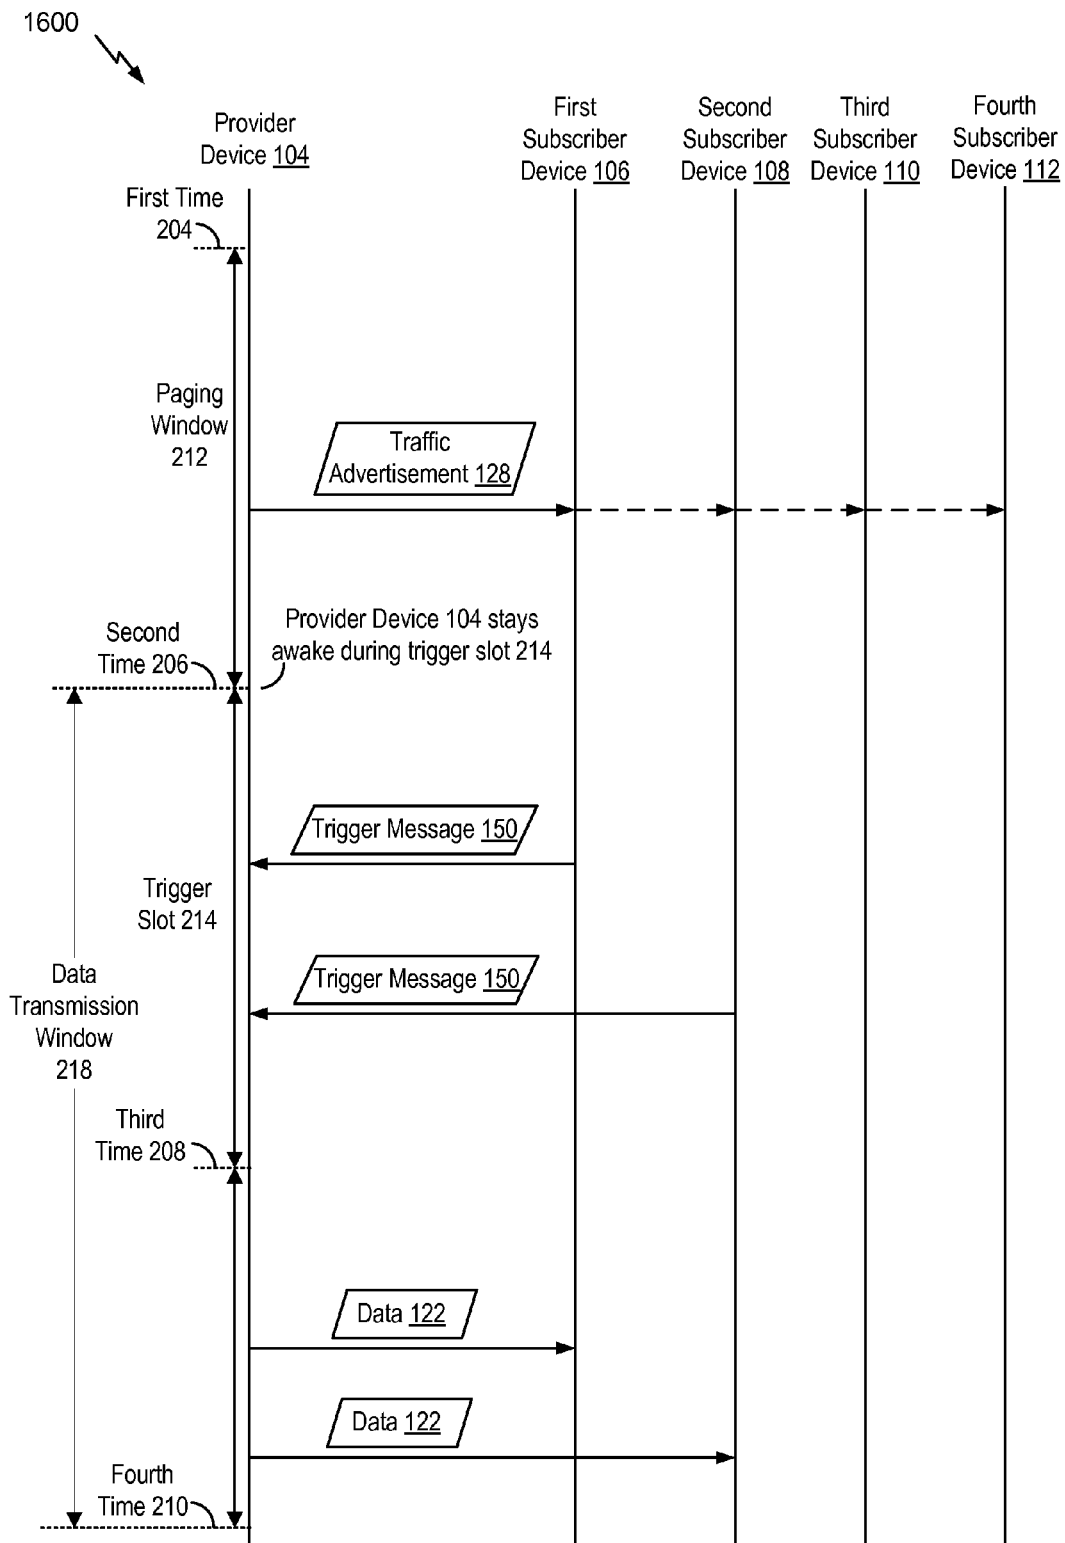 1600
Provider
Device 104
First
Subscriber
Device 106
Second
Subscriber
Device 108
Third
Subscriber
Device 110
Fourth
Subscriber
Device 112
First Time
204
Paging
Window
212
Traffic
Advertisement 128
Second
Time 206
Provider Device 104 stays
awake during trigger slot 214
Trigger Message 150
Trigger
Slot 214
Trigger Message 150
Data
Transmission
Window
218
Third
Time 208
Data 122
Data 122
Fourth
Time 210